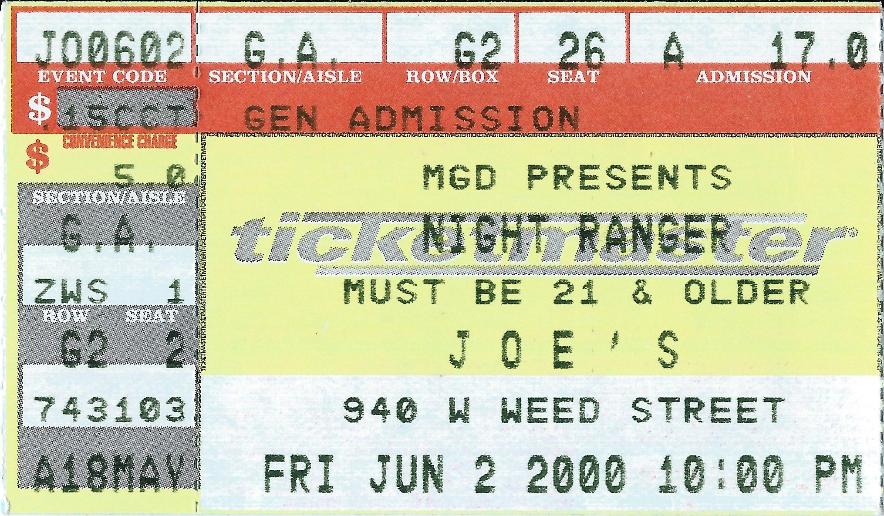 JO0602 G.A. G2 26 A 17.0
EVENT CODE SECTION/AISLE ROW/BOX SEAT ADMISSION
$ .15CCT GEN ADMISSION
$ CONVENIENCE CHARGE
5.0
SECTION/AISLE
G.A.
ZWS 1
ROW SEAT
G2 2
743103
A18MAY
MGD PRESENTS
ticketmaster
NIGHT RANGER
MUST BE 21 & OLDER
JOE'S
940 W WEED STREET
FRI JUN 2 2000 10:00 PM